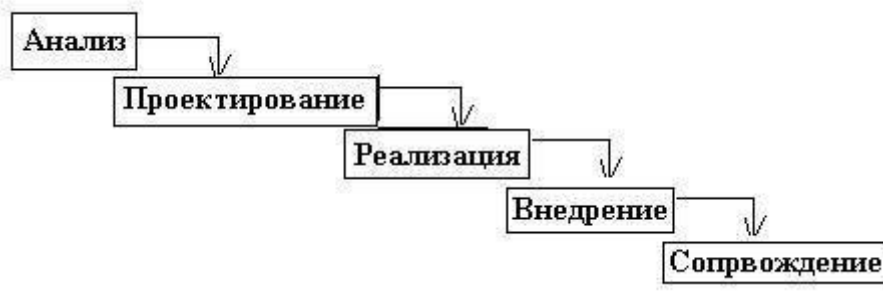 Анализ
Проектирование
Реализация
Внедрение
Сопрвождение